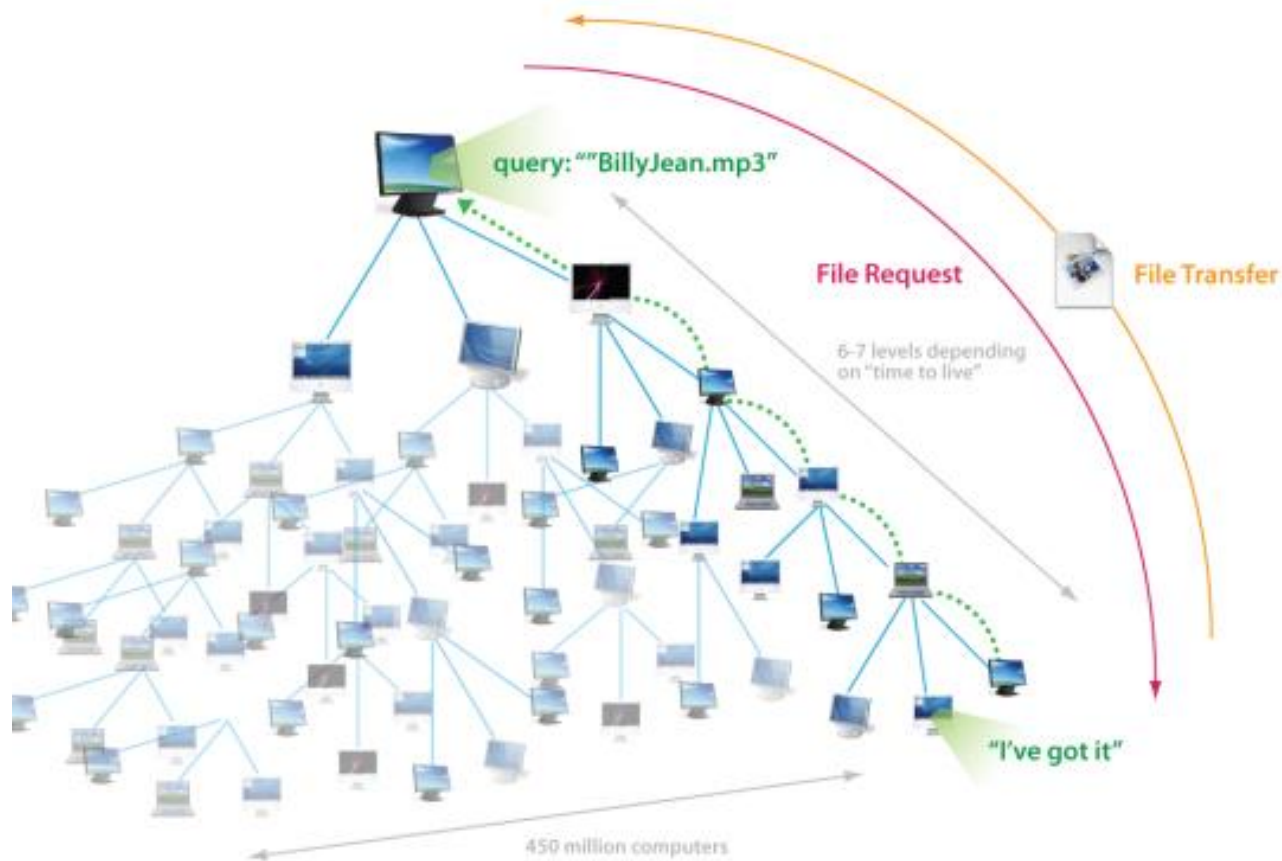 query: ""BillyJean.mp3"
File Request
File Transfer
6-7 levels depending
on "time to live"
"I've got it"
450 million computers